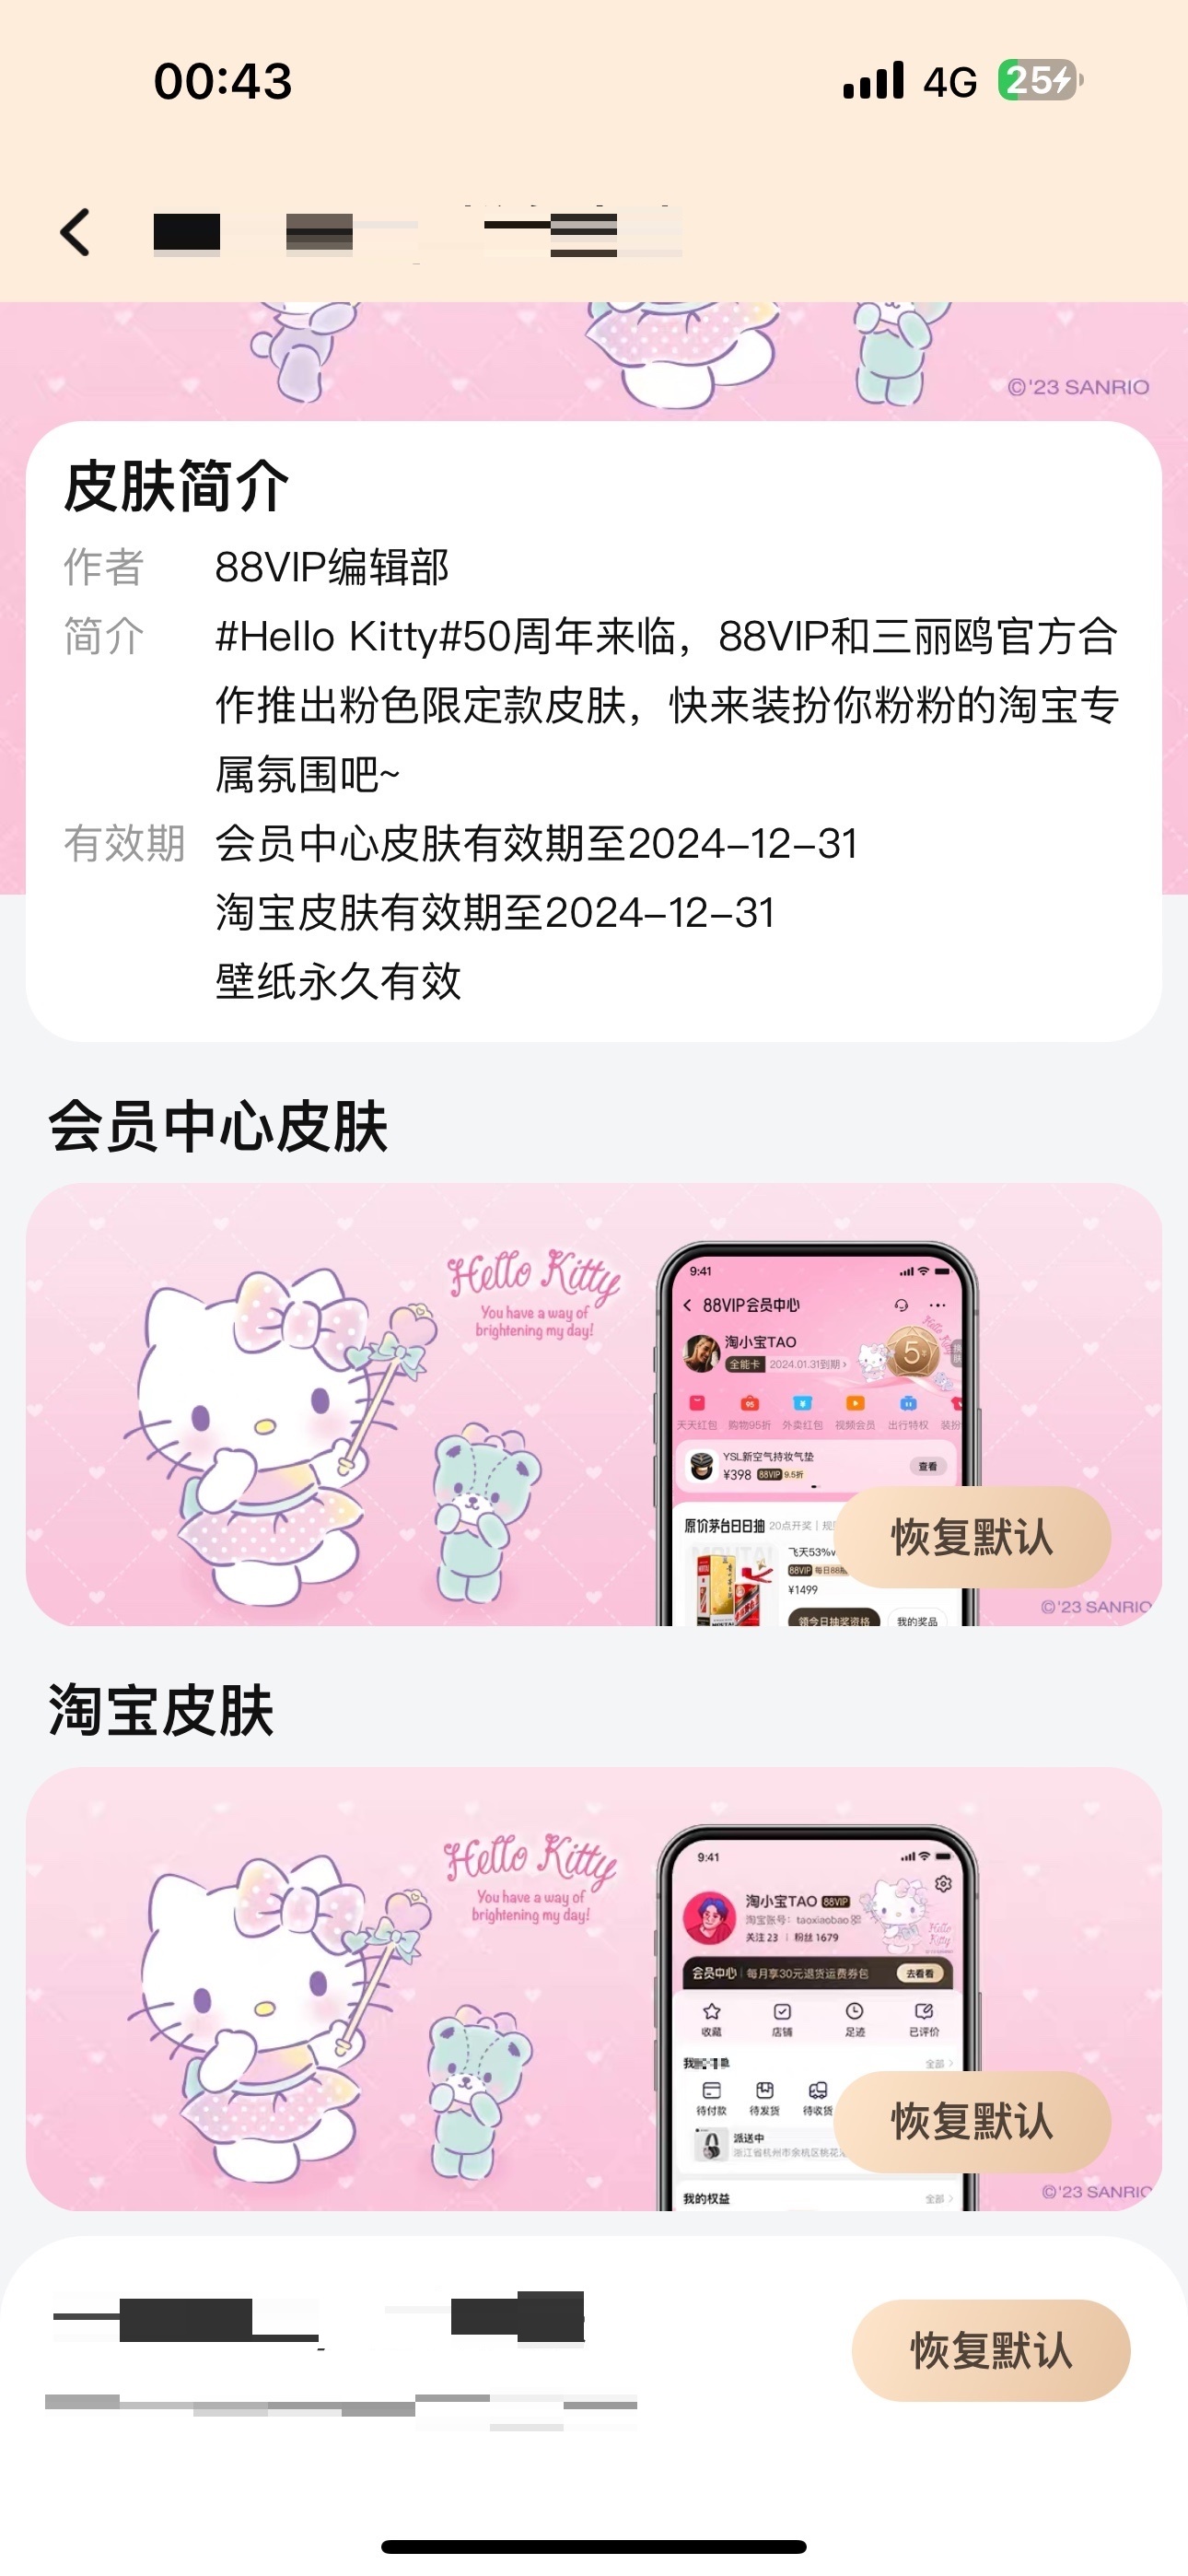 00:43
4G
25
©'23 SANRIO
皮肤简介
作者 88VIP编辑部
简介 #Hello Kitty#50周年来临，88VIP和三丽鸥官方合
作推出粉色限定款皮肤，快来装扮你粉粉的淘宝专
属氛围吧~
有效期 会员中心皮肤有效期至2024-12-31
淘宝皮肤有效期至2024-12-31
壁纸永久有效
会员中心皮肤
Hello Kitty
You have a way of
brightening my day!
9:41
88VIP会员中心
淘小宝TAO
全能卡 2024.01.31到期
5
天天红包 购物95折 外卖红包 视频会员 出行特权 装扮
YSL新空气持妆气垫
¥398 88VIP 9.5折
查看
原价茅台日日抽 20点开奖
飞天53%
88VIP 每日88瓶
¥1499
领今日抽奖资格 我的奖品
恢复默认
©'23 SANRIO
淘宝皮肤
Hello Kitty
You have a way of
brightening my day!
9:41
淘小宝TAO 88VIP
淘宝账号：taoxiaobao
关注 23 粉丝 1679
Hello
Kitty
会员中心 每月享30元退货运费券包 去看看
收藏 店铺 足迹 已评价
我 全部
待付款 待发货 待收货
派送中
浙江省杭州市余杭区桃花
我的权益 全部
恢复默认
©'23 SANRIO
恢复默认